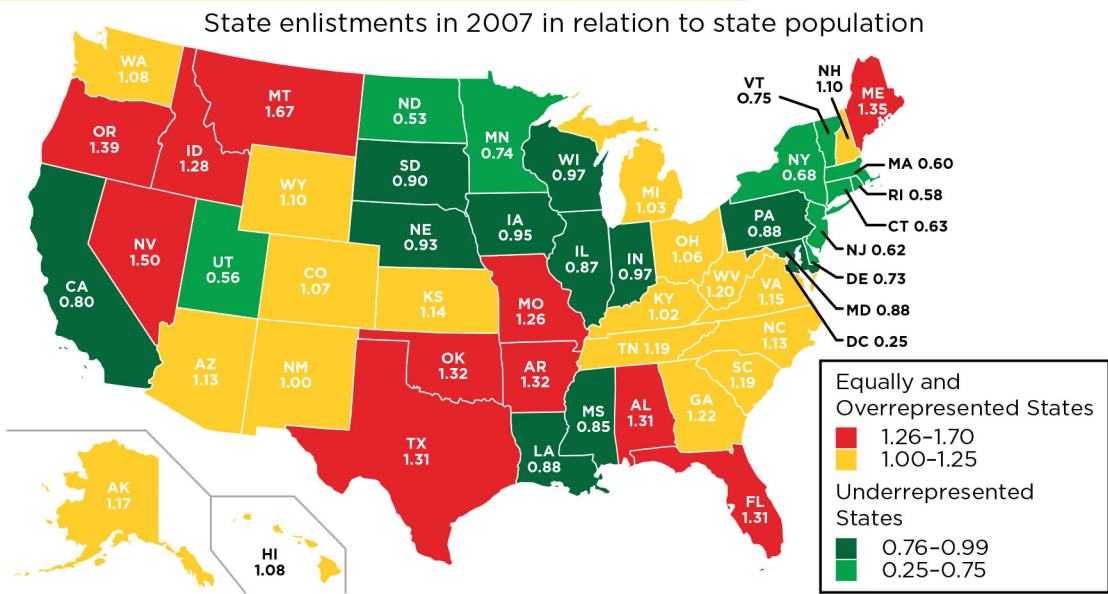 State enlistments in 2007 in relation to state population
WA
1.08
MT
1.67
ND
0.53
MN
0.74
VT
0.75
NH
1.10
ME
1.35
OR
1.39
ID
1.28
WY
1.10
SD
0.90
WI
0.97
MI
1.03
NY
0.68
MA 0.60
RI 0.58
CT 0.63
NJ 0.62
DE 0.73
MD 0.88
DC 0.25
CA
0.80
NV
1.50
UT
0.56
CO
1.07
NE
0.93
IA
0.95
IL
0.87
IN
0.97
OH
1.06
PA
0.88
WV
1.20
VA
1.15
KS
1.14
MO
1.26
KY
1.02
NC
1.13
TN 1.19
SC
1.19
AZ
1.13
NM
1.00
OK
1.32
AR
1.32
MS
0.85
AL
1.31
GA
1.22
TX
1.31
LA
0.88
FL
1.31
AK
1.17
HI
1.08
Equally and
Overrepresented States
1.26–1.70
1.00–1.25
Underrepresented
States
0.76–0.99
0.25–0.75